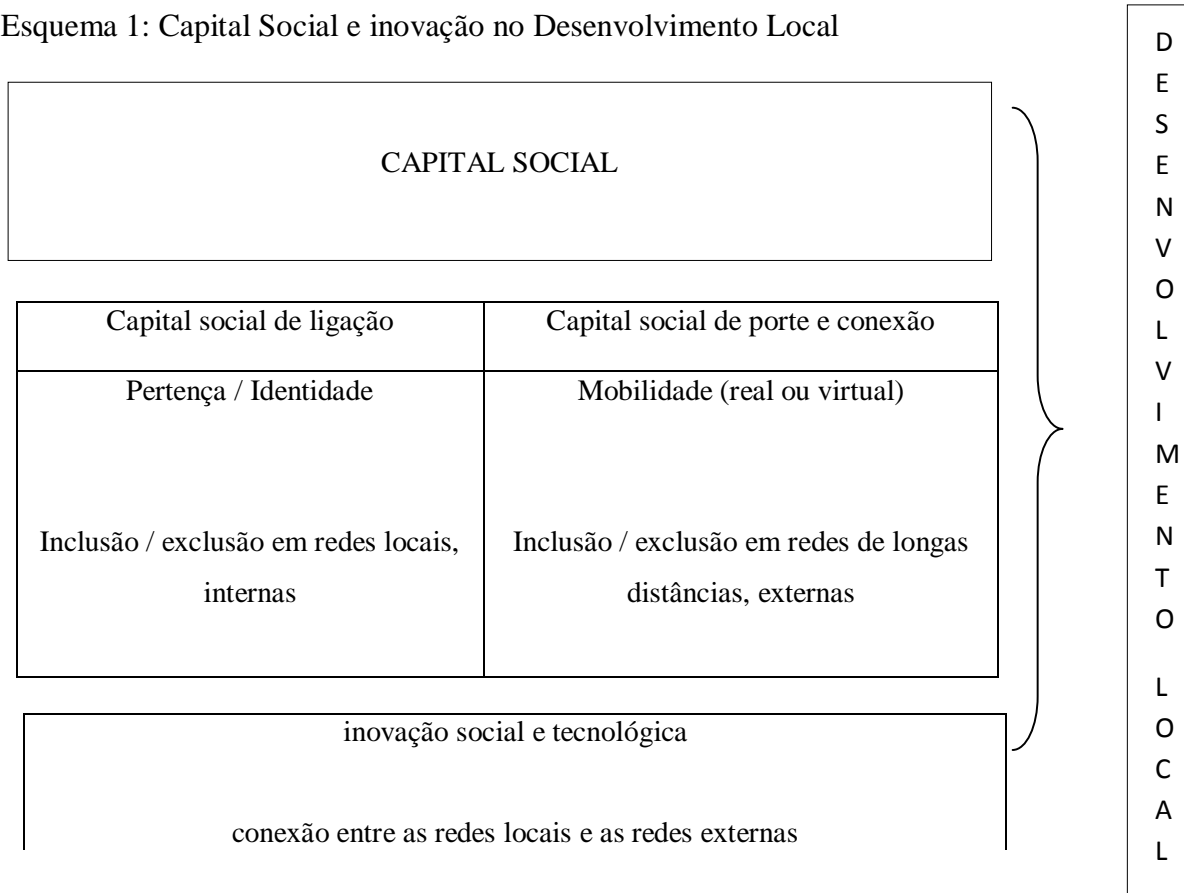 Esquema 1: Capital Social e inovação no Desenvolvimento Local
CAPITAL SOCIAL
Capital social de ligação
Pertença / Identidade
Inclusão / exclusão em redes locais,
internas
Capital social de porte e conexão
Mobilidade (real ou virtual)
Inclusão / exclusão em redes de longas
distâncias, externas
inovação social e tecnológica
conexão entre as redes locais e as redes externas
D
E
S
E
N
V
O
L
V
I
M
E
N
T
O
L
O
C
A
L